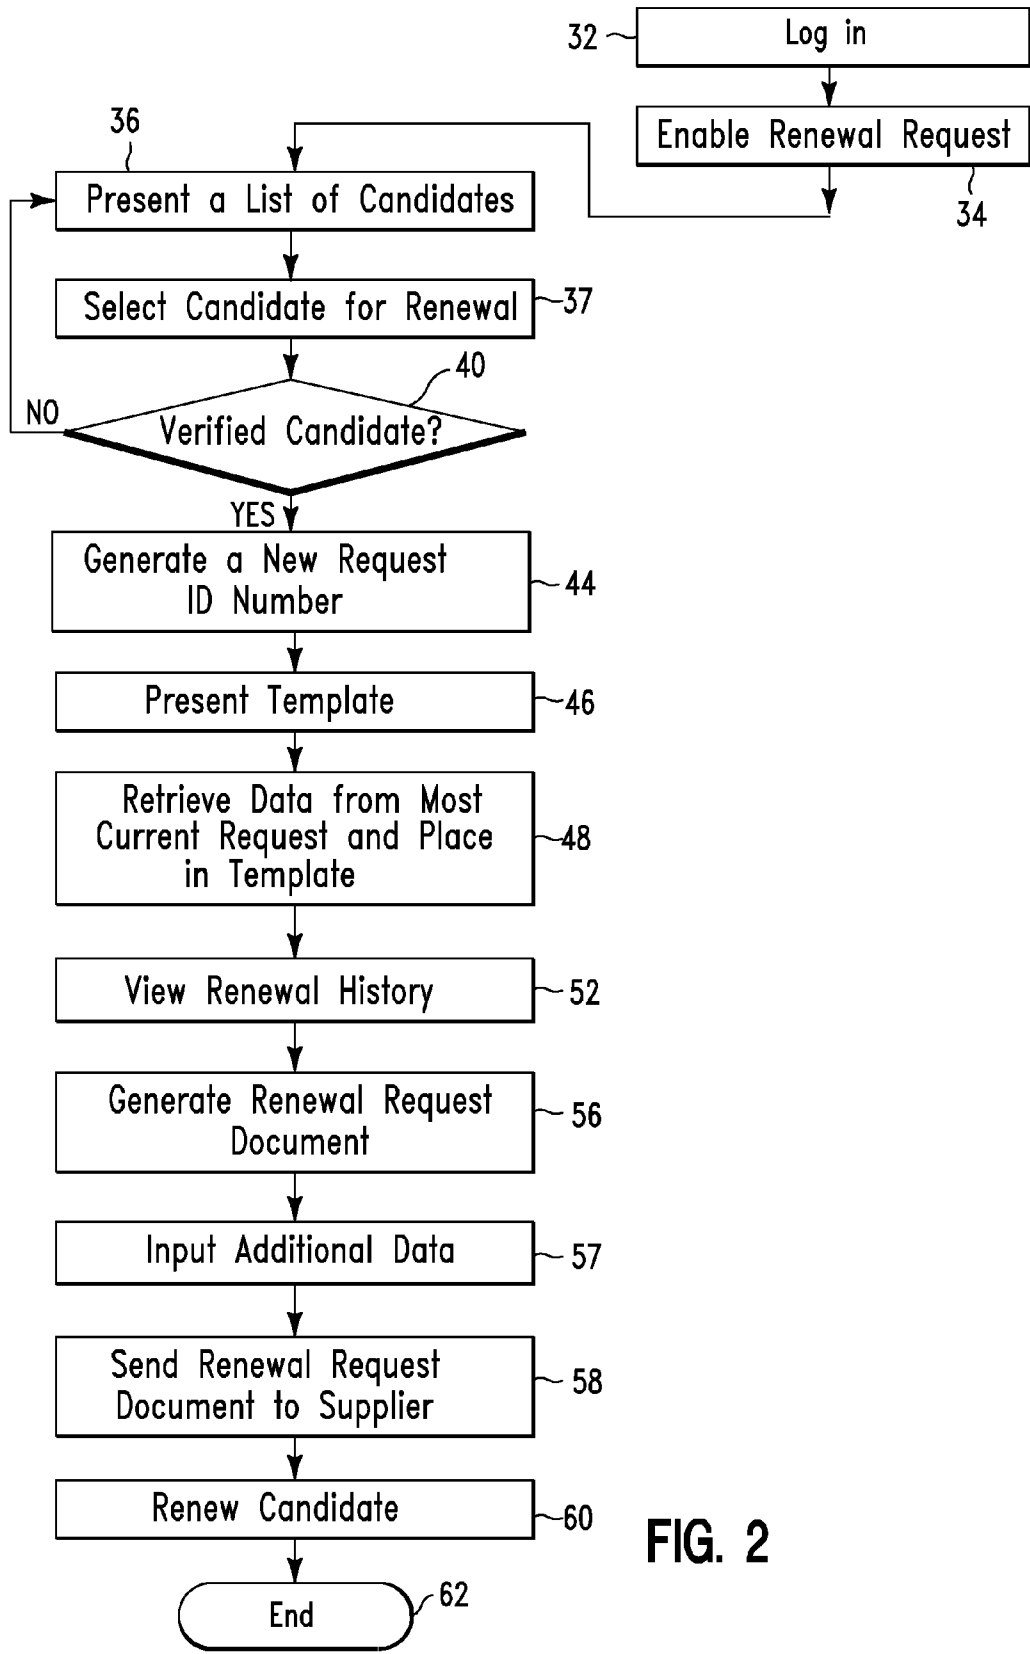 32
Log in
Enable Renewal Request
34
36
Present a List of Candidates
Select Candidate for Renewal
37
40
Verified Candidate?
NO
YES
Generate a New Request
ID Number
44
Present Template
46
Retrieve Data from Most
Current Request and Place
in Template
48
View Renewal History
52
Generate Renewal Request
Document
56
Input Additional Data
57
Send Renewal Request
Document to Supplier
58
Renew Candidate
60
End
62
FIG. 2